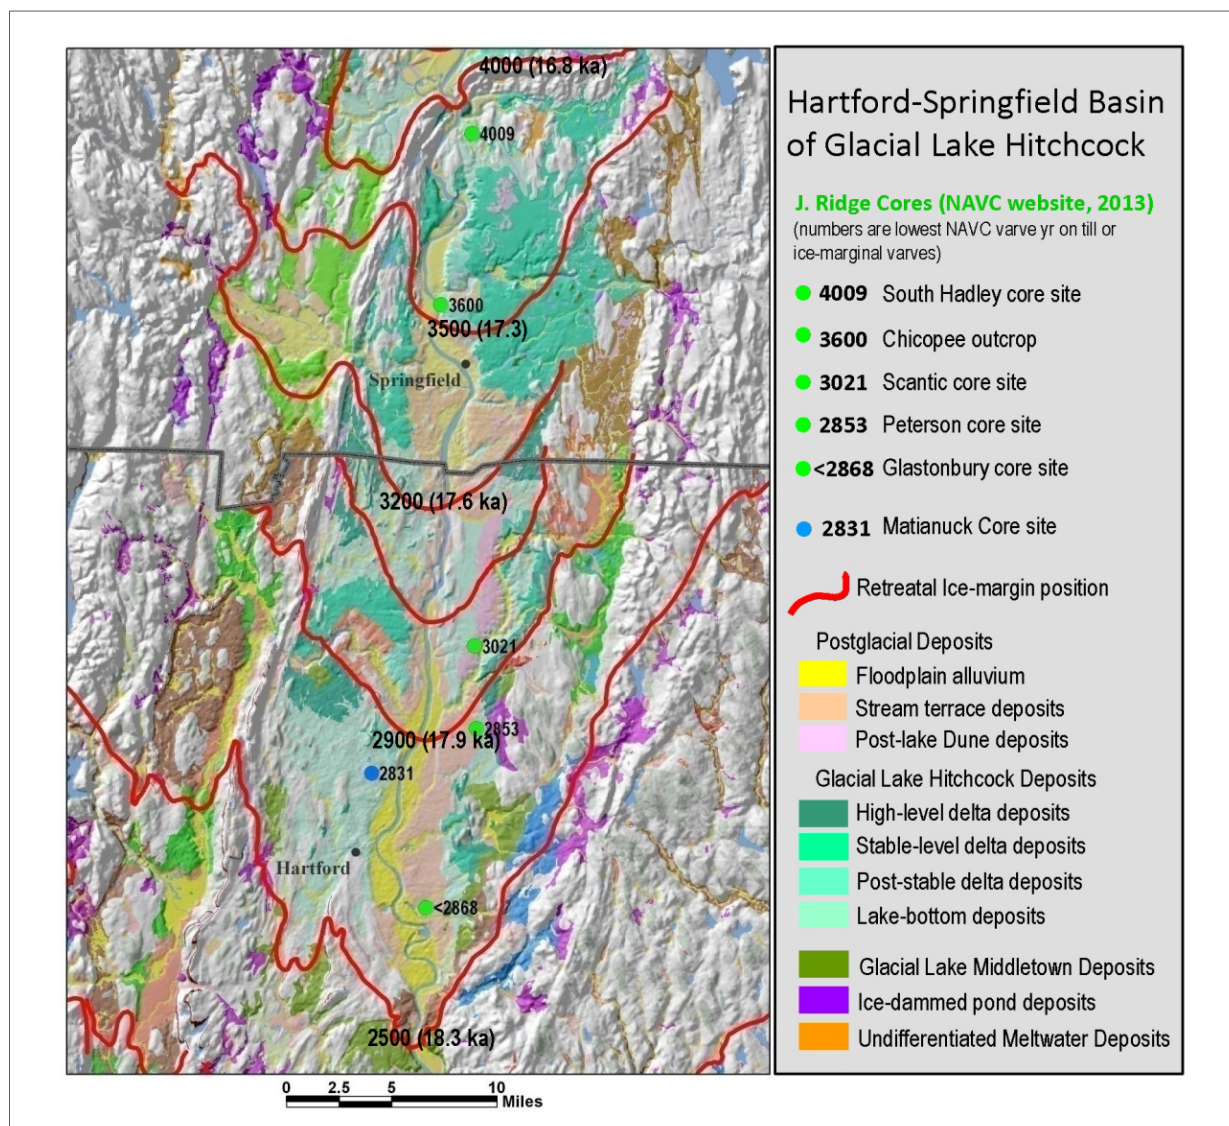 4000 (16.8 ka)
4009
3600
3500 (17.3)
Springfield
3200 (17.6 ka)
3021
2853
2900 (17.9 ka)
2831
Hartford
<2868
2500 (18.3 ka)
0 2.5 5 10
Miles
Hartford-Springfield Basin
of Glacial Lake Hitchcock
J. Ridge Cores (NAVC website, 2013)
(numbers are lowest NAVC varve yr on till or
ice-marginal varves)
4009 South Hadley core site
3600 Chicopee outcrop
3021 Scantic core site
2853 Peterson core site
<2868 Glastonbury core site
2831 Matianuck Core site
Retreatal Ice-margin position
Postglacial Deposits
Floodplain alluvium
Stream terrace deposits
Post-lake Dune deposits
Glacial Lake Hitchcock Deposits
High-level delta deposits
Stable-level delta deposits
Post-stable delta deposits
Lake-bottom deposits
Glacial Lake Middletown Deposits
Ice-dammed pond deposits
Undifferentiated Meltwater Deposits